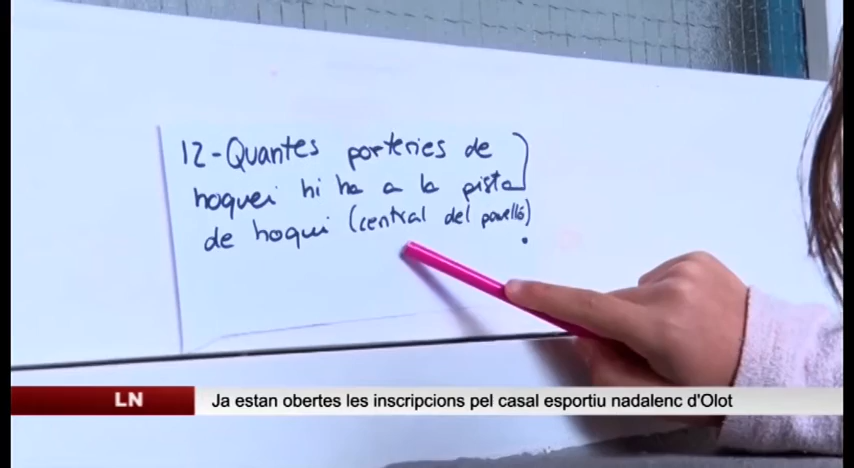 12-Quantes porteries de
hoquei hi ha a la pista
de hoqui (central del pavelló)?
LN
Ja estan obertes les inscripcions pel casal esportiu nadalenc d'Olot